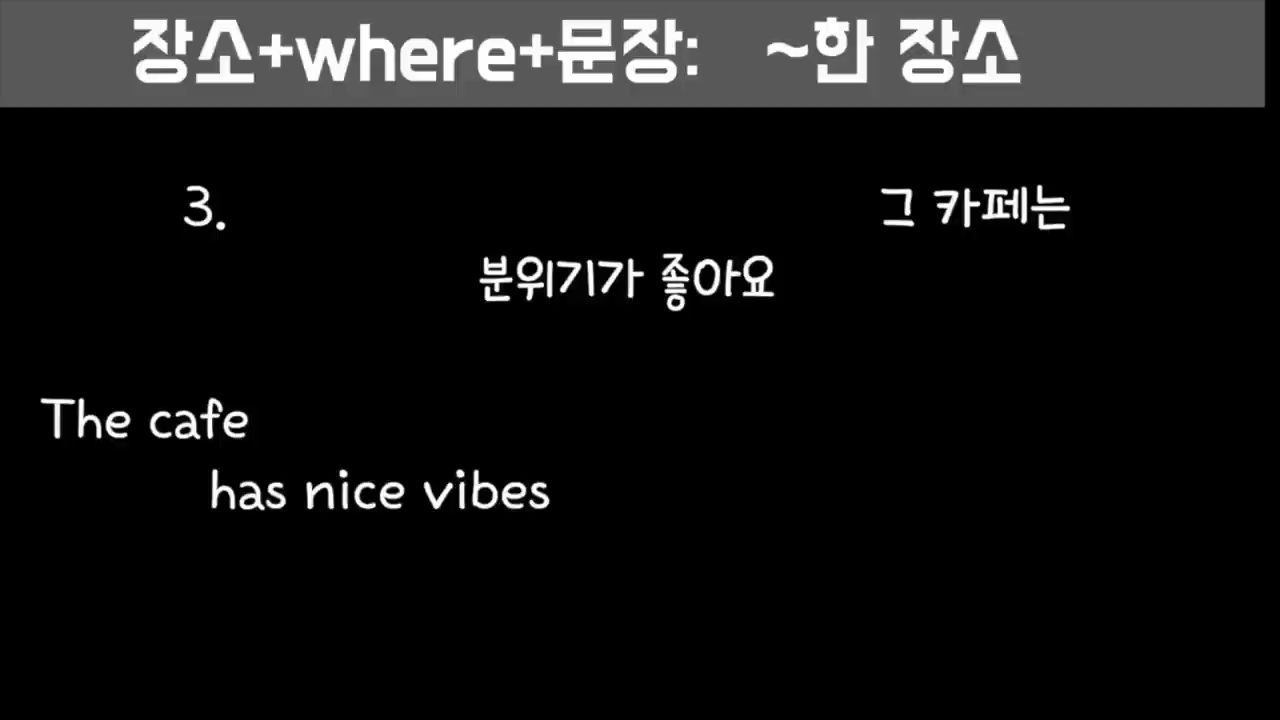 장소+where+문장: ~한 장소
3. 그 카페는
분위기가 좋아요
The cafe
has nice vibes